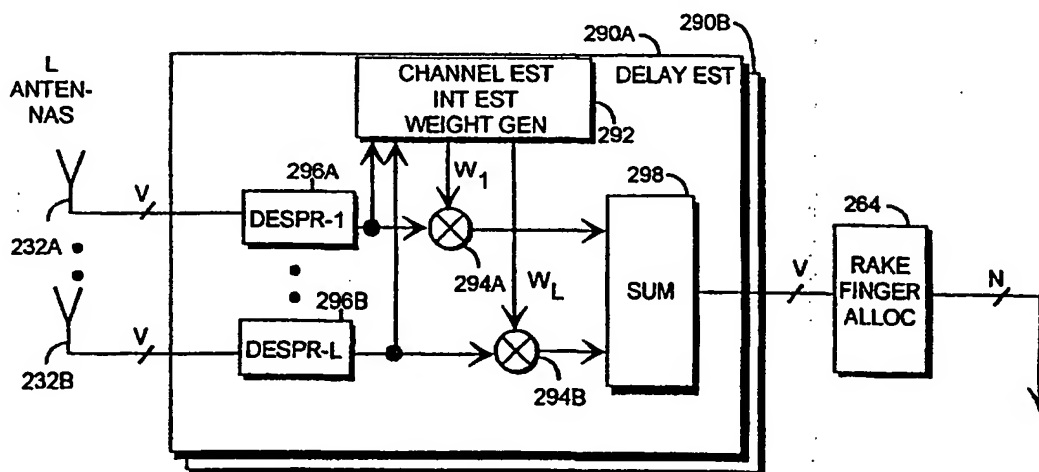 290A
290B
L
ANTEN-
NAS
CHANNEL EST
INT EST
WEIGHT GEN
292
DELAY EST
V
296A
DESPR-1
W1
294A
298
SUM
264
RAKE
FINGER
ALLOC
V
N
232A
296B
DESPR-L
WL
294B
V
232B